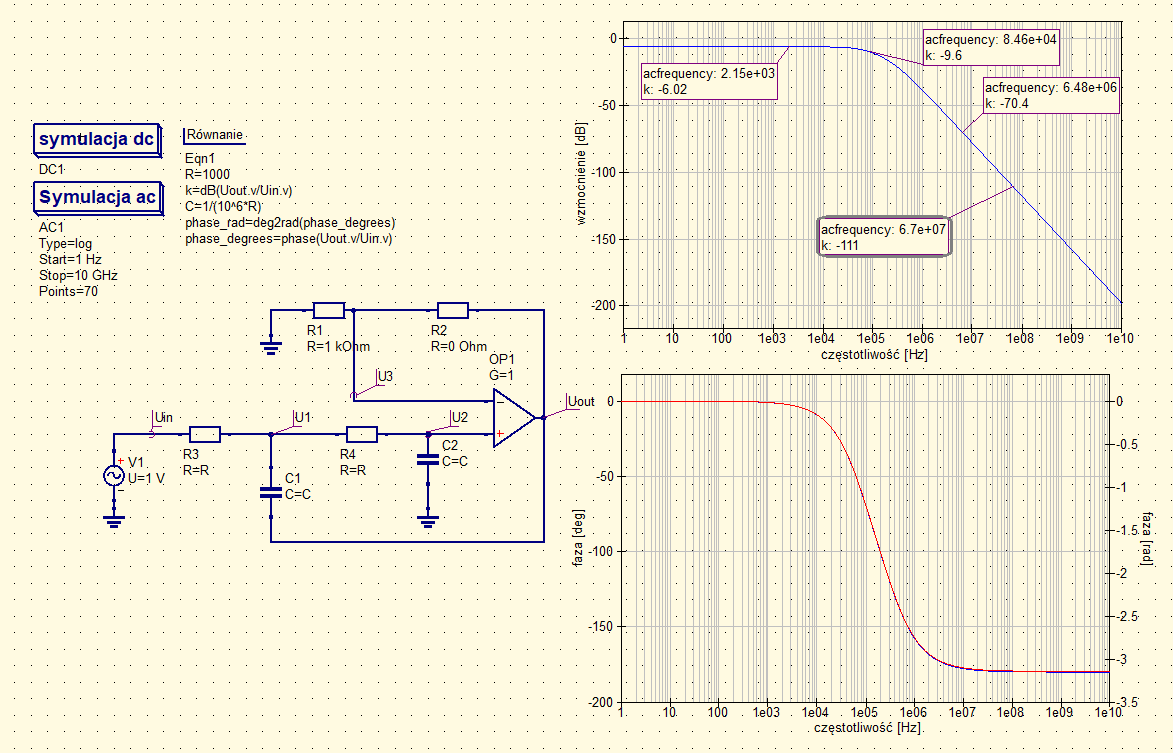 symulacja dc
DC1
Symulacja ac
AC1
Type=log
Start=1 Hz
Stop=10 GHz
Points=70
Równanie
Eqn1
R=1000
k=dB(Uout.v/Uin.v)
C=1/(10^6*R)
phase_rad=deg2rad(phase_degrees)
phase_degrees=phase(Uout.v/Uin.v)
R1
R=1 kOhm
R2
R=0 Ohm
OP1
G=1
U3
Uout
Uin
U1
U2
R3
R=R
R4
R=R
C2
C=C
V1
U=1 V
C1
C=C
+
−
−
+
wzmocnienie [dB]
0
-50
-100
-150
-200
acfrequency: 2.15e+03
k: -6.02
acfrequency: 8.46e+04
k: -9.6
acfrequency: 6.48e+06
k: -70.4
acfrequency: 6.7e+07
k: -111
1 10 100 1e03 1e04 1e05 1e06 1e07 1e08 1e09 1e10
częstotliwość [Hz]
faza [deg]
0
-50
-100
-150
-200
0
-0.5
-1
-1.5
-2
-2.5
-3
-3.5
faza [rad]
1 10 100 1e03 1e04 1e05 1e06 1e07 1e08 1e09 1e10
częstotliwość [Hz]